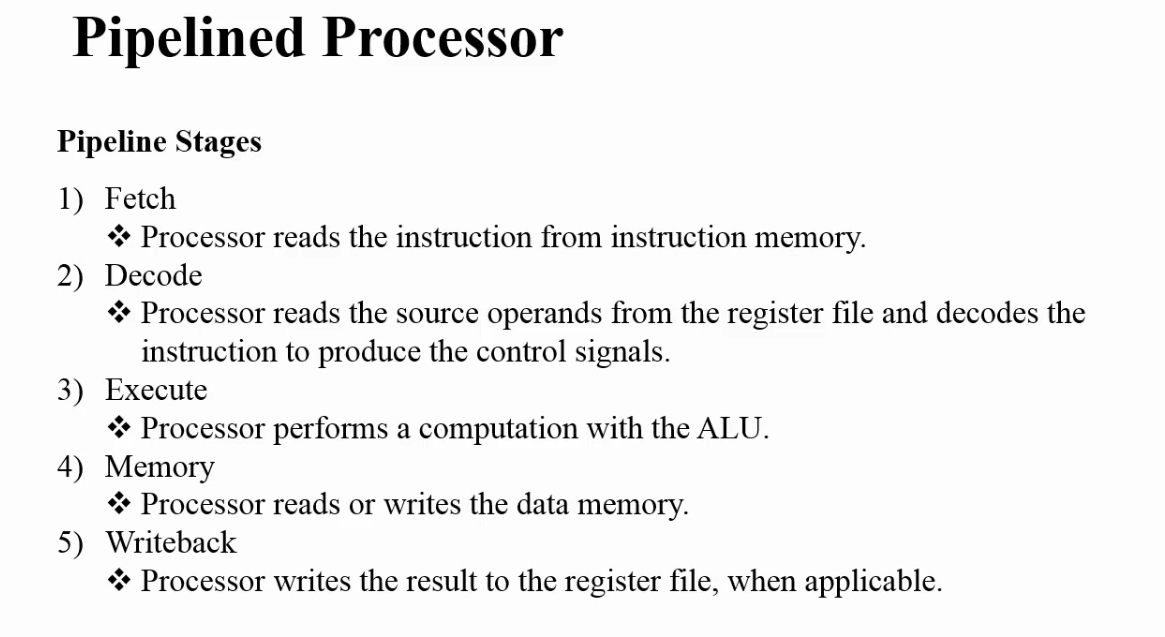 Pipelined Processor
Pipeline Stages
1) Fetch
❖ Processor reads the instruction from instruction memory.
2) Decode
❖ Processor reads the source operands from the register file and decodes the
instruction to produce the control signals.
3) Execute
❖ Processor performs a computation with the ALU.
4) Memory
❖ Processor reads or writes the data memory.
5) Writeback
❖ Processor writes the result to the register file, when applicable.